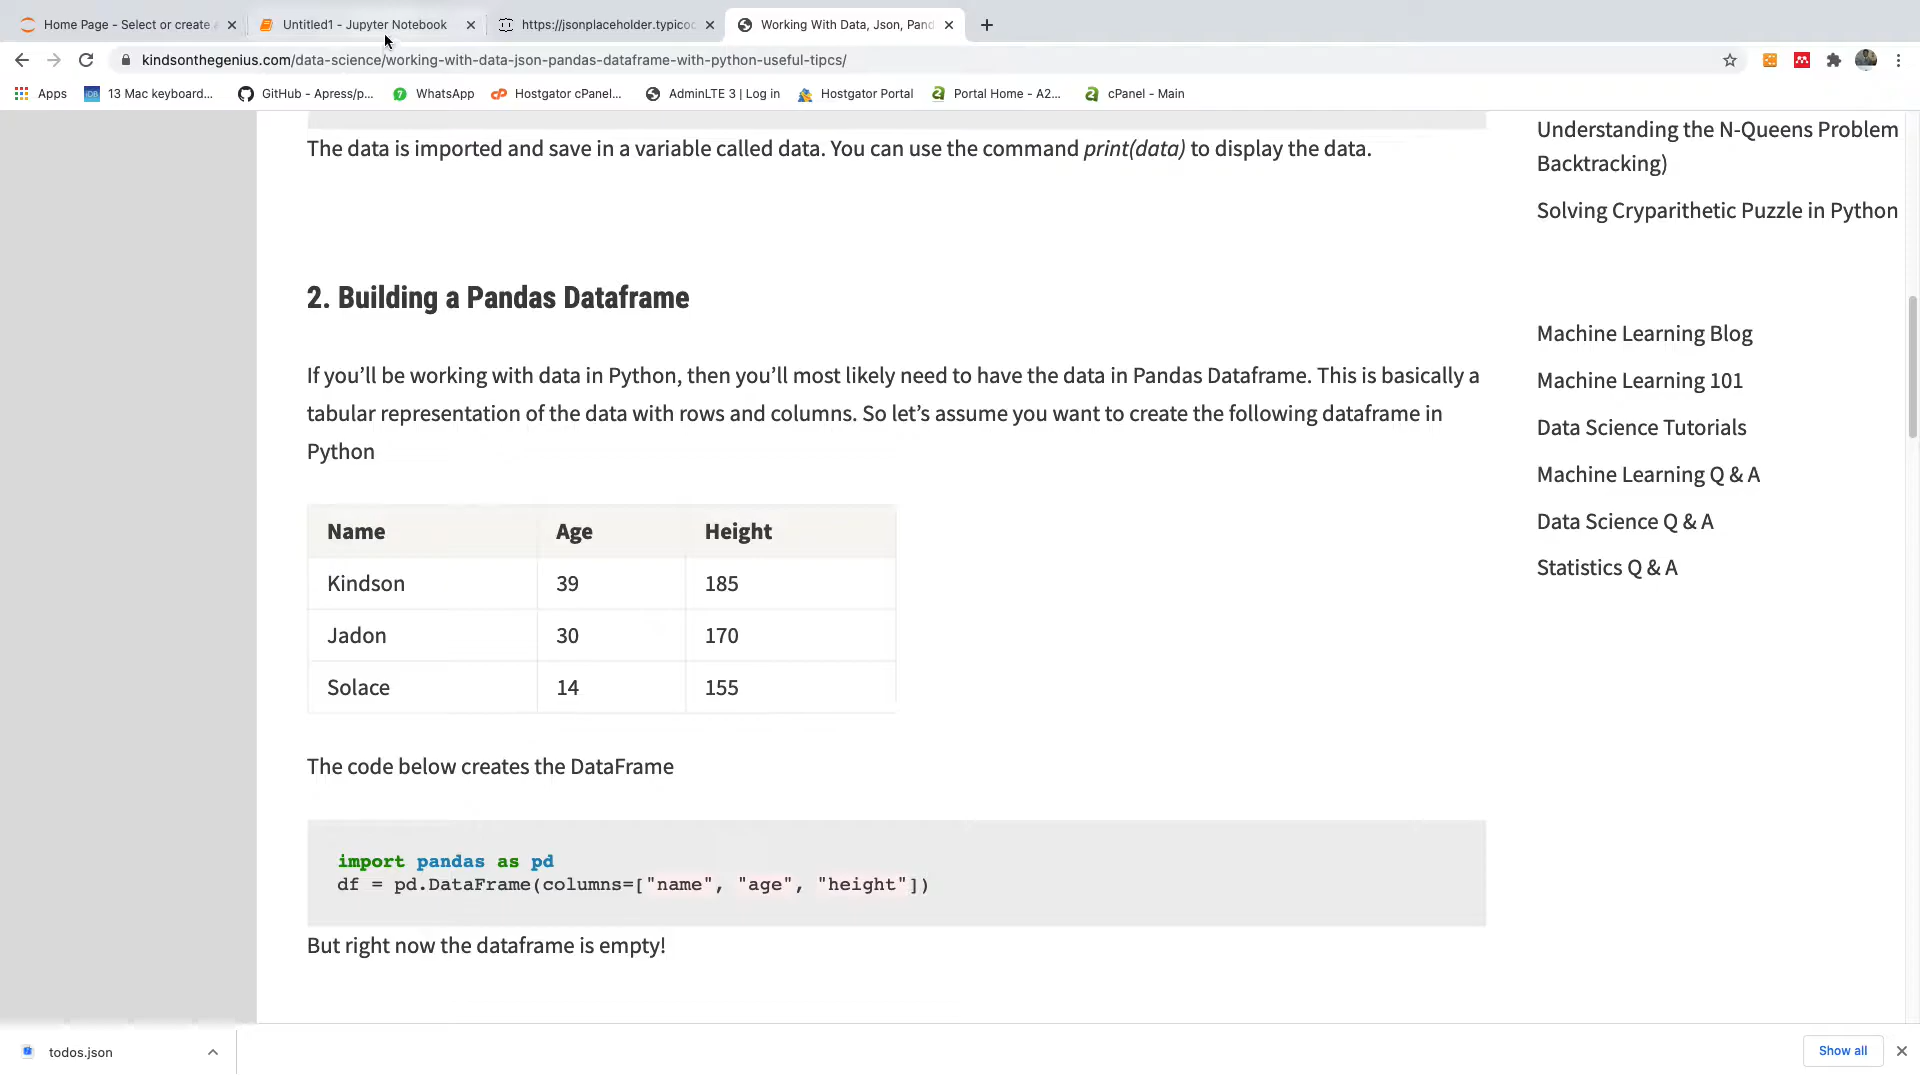 Home Page - Select or create a
Untitled1 - Jupyter Notebook
https://jsonplaceholder.typicoc
Working With Data, Json, Pand
kindsonthegenius.com/data-science/working-with-data-json-pandas-dataframe-with-python-useful-tipcs/
Apps
13 Mac keyboard...
GitHub - Apress/p...
WhatsApp
Hostgator cPanel...
AdminLTE 3 | Log in
Hostgator Portal
Portal Home - A2...
cPanel - Main
The data is imported and save in a variable called data. You can use the command print(data) to display the data.
2. Building a Pandas Dataframe
If you’ll be working with data in Python, then you’ll most likely need to have the data in Pandas Dataframe. This is basically a
tabular representation of the data with rows and columns. So let’s assume you want to create the following dataframe in
Python
Name Age Height
Kindson 39 185
Jadon 30 170
Solace 14 155
The code below creates the DataFrame
import pandas as pd
df = pd.DataFrame(columns=["name", "age", "height"])
But right now the dataframe is empty!
Understanding the N-Queens Problem
Backtracking)
Solving Cryparithetic Puzzle in Python
Machine Learning Blog
Machine Learning 101
Data Science Tutorials
Machine Learning Q & A
Data Science Q & A
Statistics Q & A
todos.json
Show all